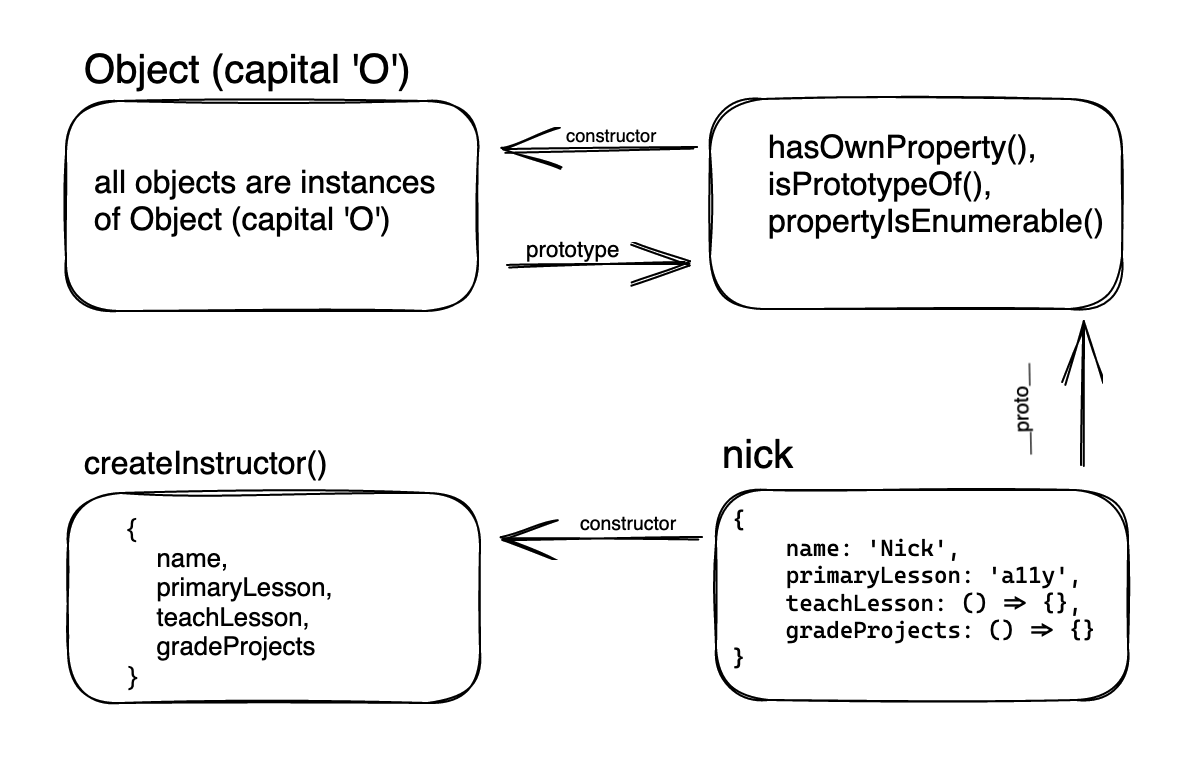 Object (capital 'O')
all objects are instances
of Object (capital 'O')
constructor
prototype
hasOwnProperty(),
isPrototypeOf(),
propertyIsEnumerable()
__proto__
createInstructor()
{
name,
primaryLesson,
teachLesson,
gradeProjects
}
constructor
nick
{
name: 'Nick',
primaryLesson: 'a11y',
teachLesson: () => {},
gradeProjects: () => {}
}